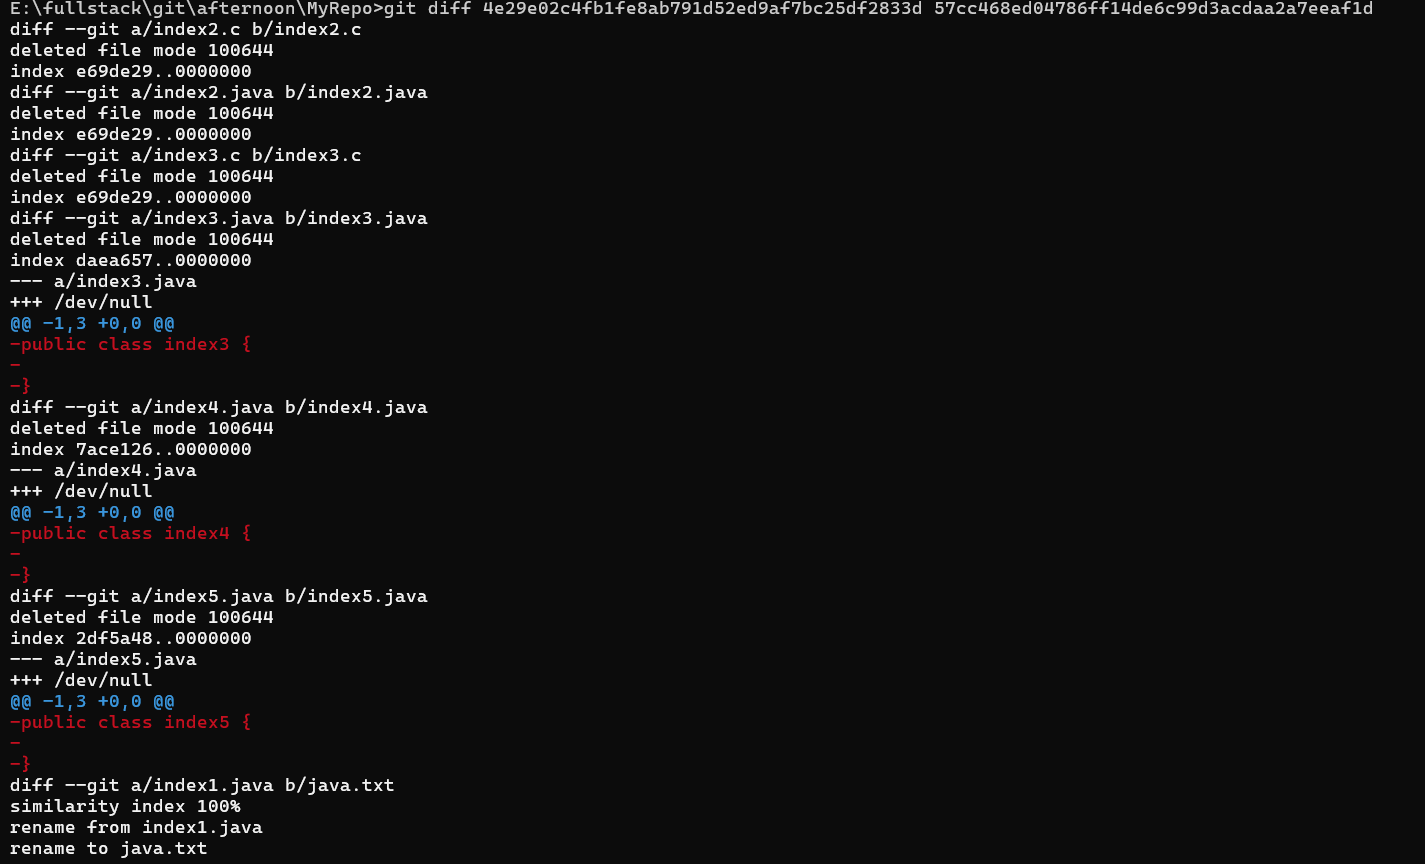 E:\fullstack\git\afternoon\MyRepo>git diff 4e29e02c4fb1fe8ab791d52ed9af7bc25df2833d 57cc468ed04786ff14de6c99d3acdaa2a7eeaf1d
diff --git a/index2.c b/index2.c
deleted file mode 100644
index e69de29..0000000
diff --git a/index2.java b/index2.java
deleted file mode 100644
index e69de29..0000000
diff --git a/index3.c b/index3.c
deleted file mode 100644
index e69de29..0000000
diff --git a/index3.java b/index3.java
deleted file mode 100644
index daea657..0000000
--- a/index3.java
+++ /dev/null
@@ -1,3 +0,0 @@
-public class index3 {
-
-}
diff --git a/index4.java b/index4.java
deleted file mode 100644
index 7ace126..0000000
--- a/index4.java
+++ /dev/null
@@ -1,3 +0,0 @@
-public class index4 {
-
-}
diff --git a/index5.java b/index5.java
deleted file mode 100644
index 2df5a48..0000000
--- a/index5.java
+++ /dev/null
@@ -1,3 +0,0 @@
-public class index5 {
-
-}
diff --git a/index1.java b/java.txt
similarity index 100%
rename from index1.java
rename to java.txt